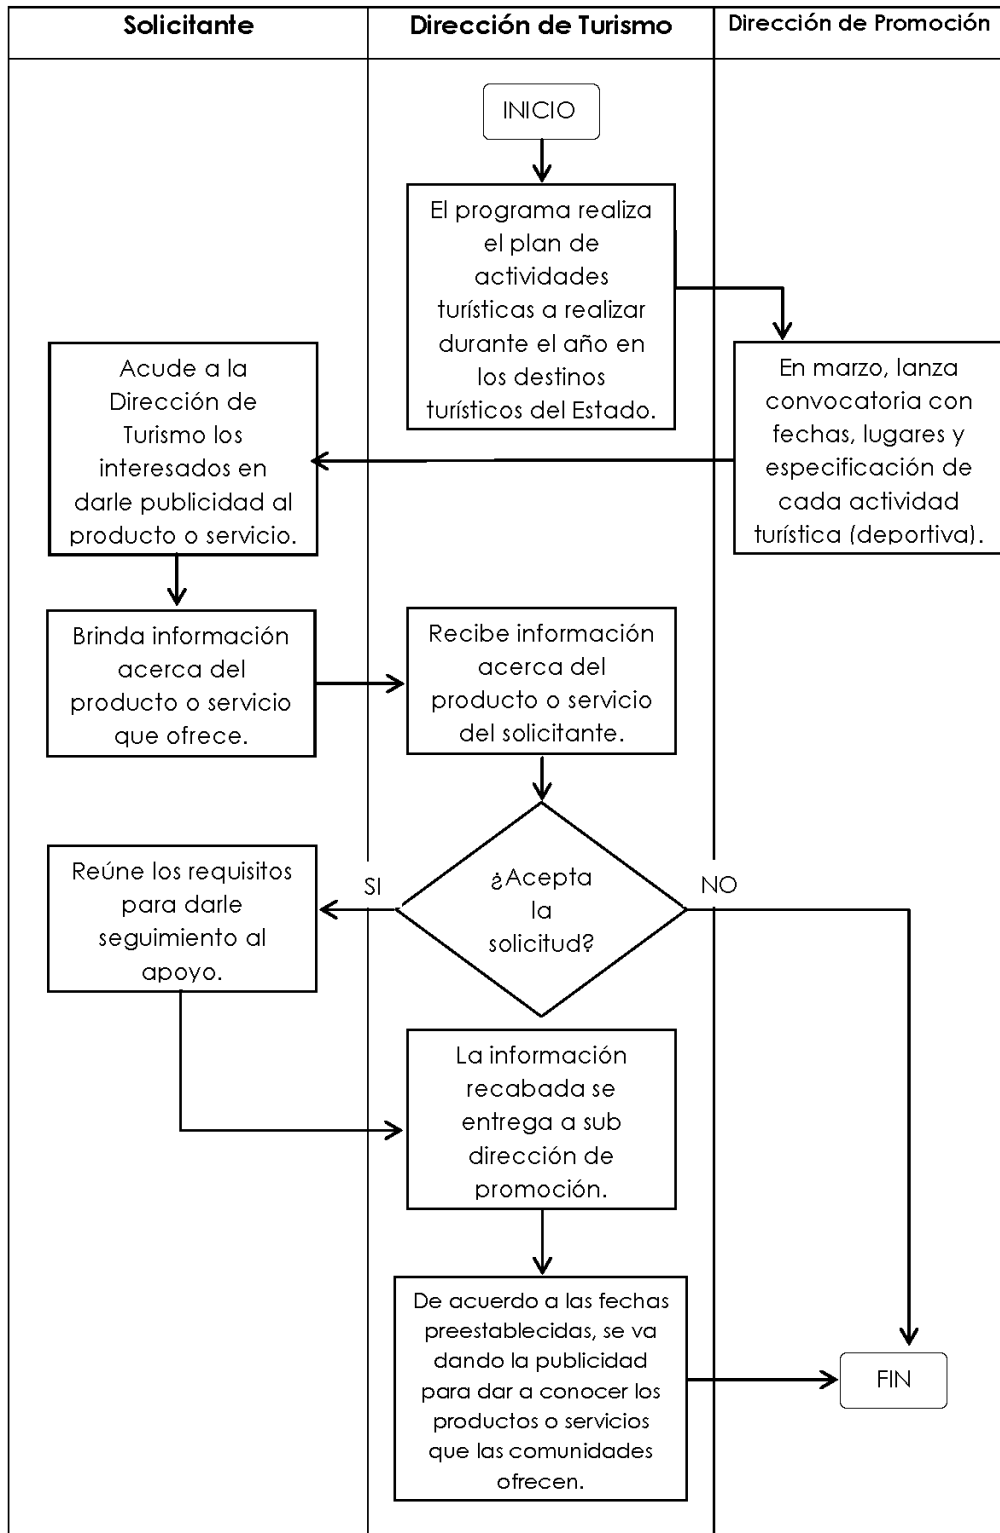 Solicitante
Dirección de Turismo
Dirección de Promoción
INICIO
El programa realiza
el plan de
actividades
turísticas a realizar
durante el año en
los destinos
turísticos del Estado.
En marzo, lanza
convocatoria con
fechas, lugares y
especificación de
cada actividad
turística (deportiva).
Acude a la
Dirección de
Turismo los
interesados en
darle publicidad al
producto o servicio.
Brinda información
acerca del
producto o servicio
que ofrece.
Recibe información
acerca del
producto o servicio
del solicitante.
¿Acepta
la
solicitud?
SI
NO
Reúne los requisitos
para darle
seguimiento al
apoyo.
La información
recabada se
entrega a sub
dirección de
promoción.
De acuerdo a las fechas
preestablecidas, se va
dando la publicidad
para dar a conocer los
productos o servicios
que las comunidades
ofrecen.
FIN